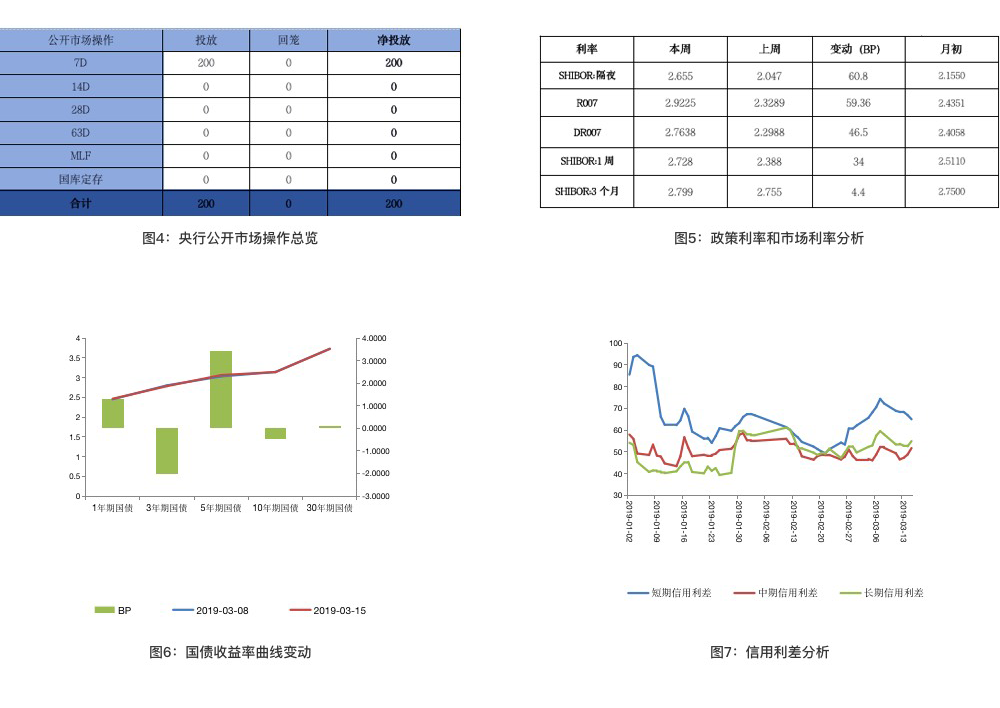 公开市场操作 投放 回笼 净投放
7D 200 0 200
14D 0 0 0
28D 0 0 0
63D 0 0 0
MLF 0 0 0
国库定存 0 0 0
合计 200 0 200
图4：央行公开市场操作总览
利率 本周 上周 变动（BP） 月初
SHIBOR:隔夜 2.655 2.047 60.8 2.1550
R007 2.9225 2.3289 59.36 2.4351
DR007 2.7638 2.2988 46.5 2.4058
SHIBOR:1 周 2.728 2.388 34 2.5110
SHIBOR:3 个月 2.799 2.755 4.4 2.7500
图5：政策利率和市场利率分析
4 4.0000
3.5 3.0000
3 2.0000
2.5 1.0000
2 0.0000
1.5 -1.0000
1 -2.0000
0.5
0 -3.0000
1年期国债 3年期国债 5年期国债 10年期国债 30年期国债
BP 2019-03-08 2019-03-15
图6：国债收益率曲线变动
100
90
80
70
60
50
40
30
2019-01-02
2019-01-09
2019-01-16
2019-01-23
2019-01-30
2019-02-06
2019-02-13
2019-02-20
2019-02-27
2019-03-06
2019-03-13
短期信用利差 中期信用利差 长期信用利差
图7：信用利差分析